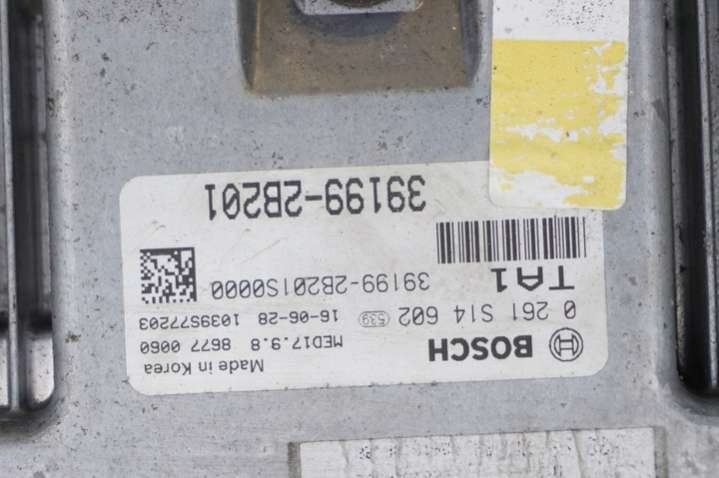 BOSCH
Made in Korea
MED17.9.8 8677 0060
0 261 S14 602 539 16-06-28 1039S77203
TA1
39199-2B201S0000
39199-2B201